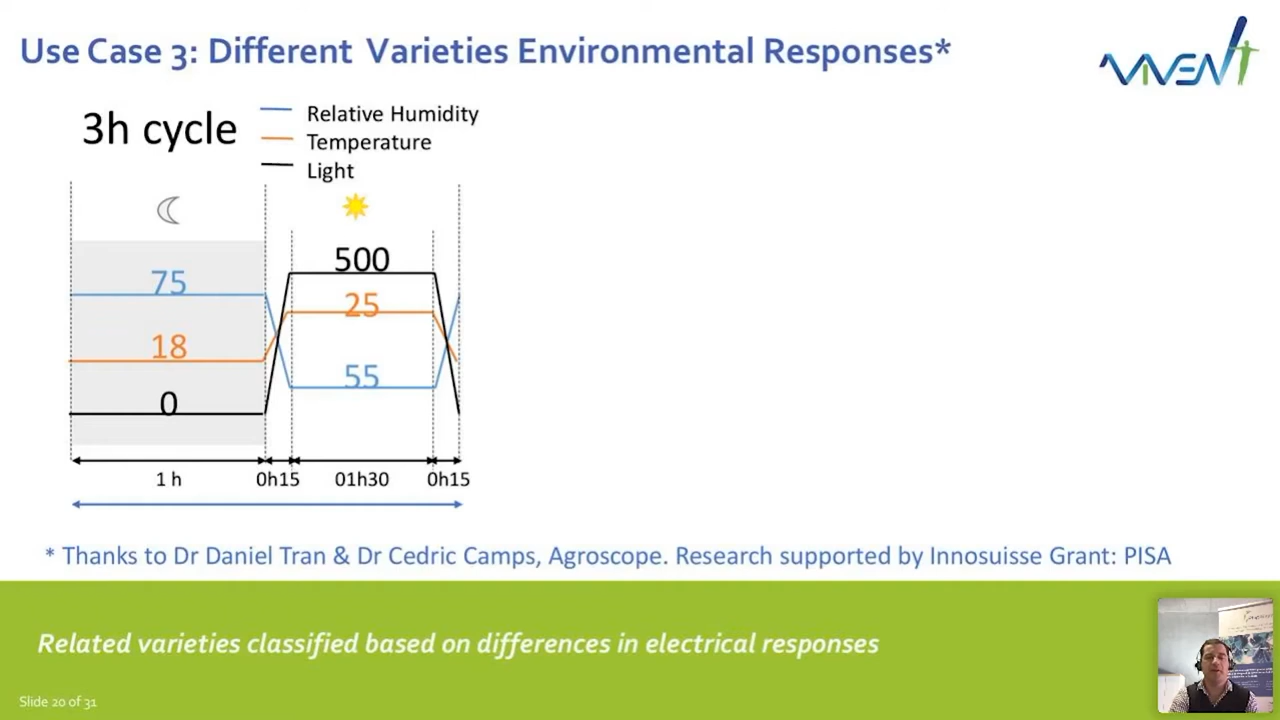 Use Case 3: Different Varieties Environmental Responses*
VIVENT
3h cycle
Relative Humidity
Temperature
Light
75
18
0
500
25
55
1 h
0h15
01h30
0h15
* Thanks to Dr Daniel Tran & Dr Cedric Camps, Agroscope. Research supported by Innosuisse Grant: PISA
Related varieties classified based on differences in electrical responses
Slide 20 of 31